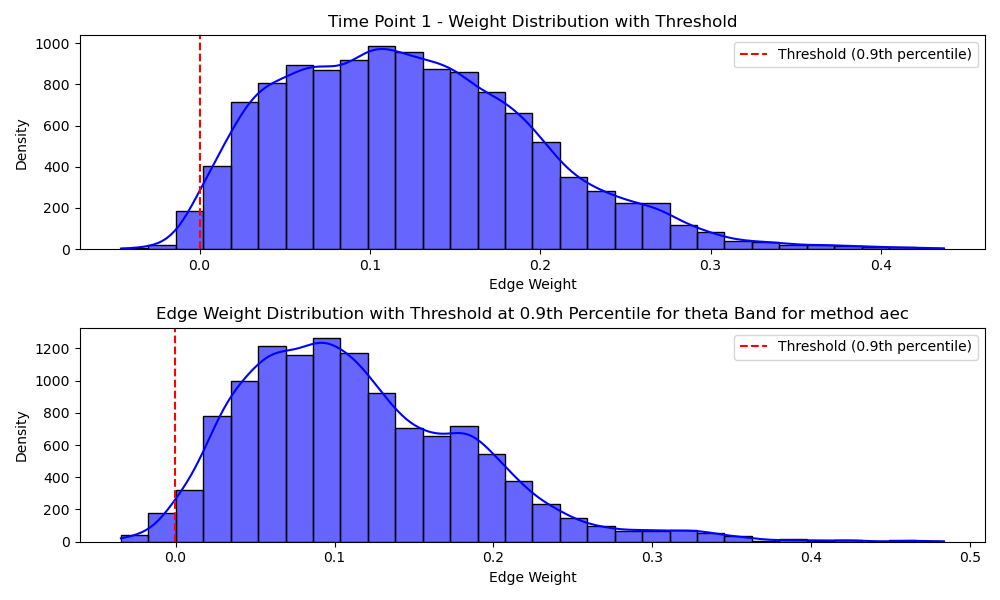 Time Point 1 - Weight Distribution with Threshold
1000
800
600
400
200
0
Density
Threshold (0.9th percentile)
0.0 0.1 0.2 0.3 0.4
Edge Weight
Edge Weight Distribution with Threshold at 0.9th Percentile for theta Band for method aec
1200
1000
800
600
400
200
0
Density
Threshold (0.9th percentile)
0.0 0.1 0.2 0.3 0.4 0.5
Edge Weight